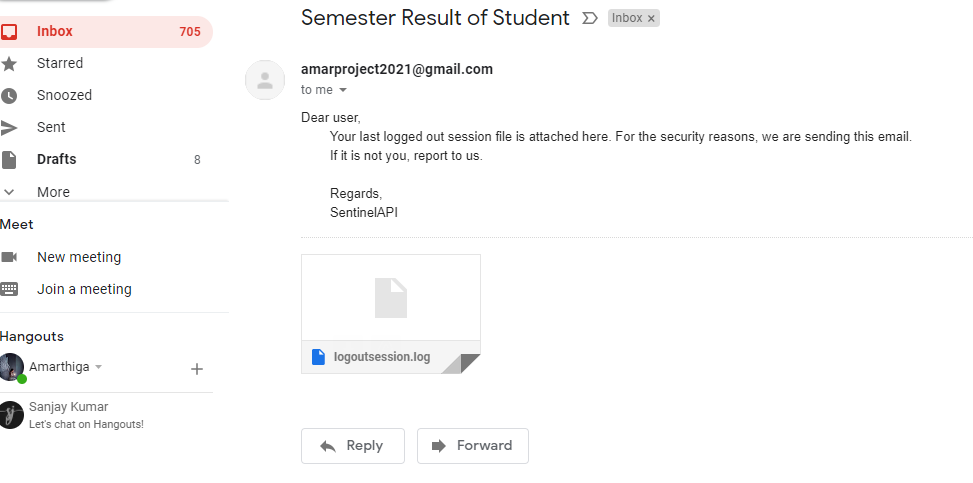 Semester Result of Student
Inbox x
Inbox 705
Starred
Snoozed
Sent
Drafts 8
More
Meet
New meeting
Join a meeting
Hangouts
Amarthiga
Sanjay Kumar
Let's chat on Hangouts!
amarproject2021@gmail.com
to me
Dear user,
Your last logged out session file is attached here. For the security reasons, we are sending this email.
If it is not you, report to us.
Regards,
SentinelAPI
logoutsession.log
Reply
Forward